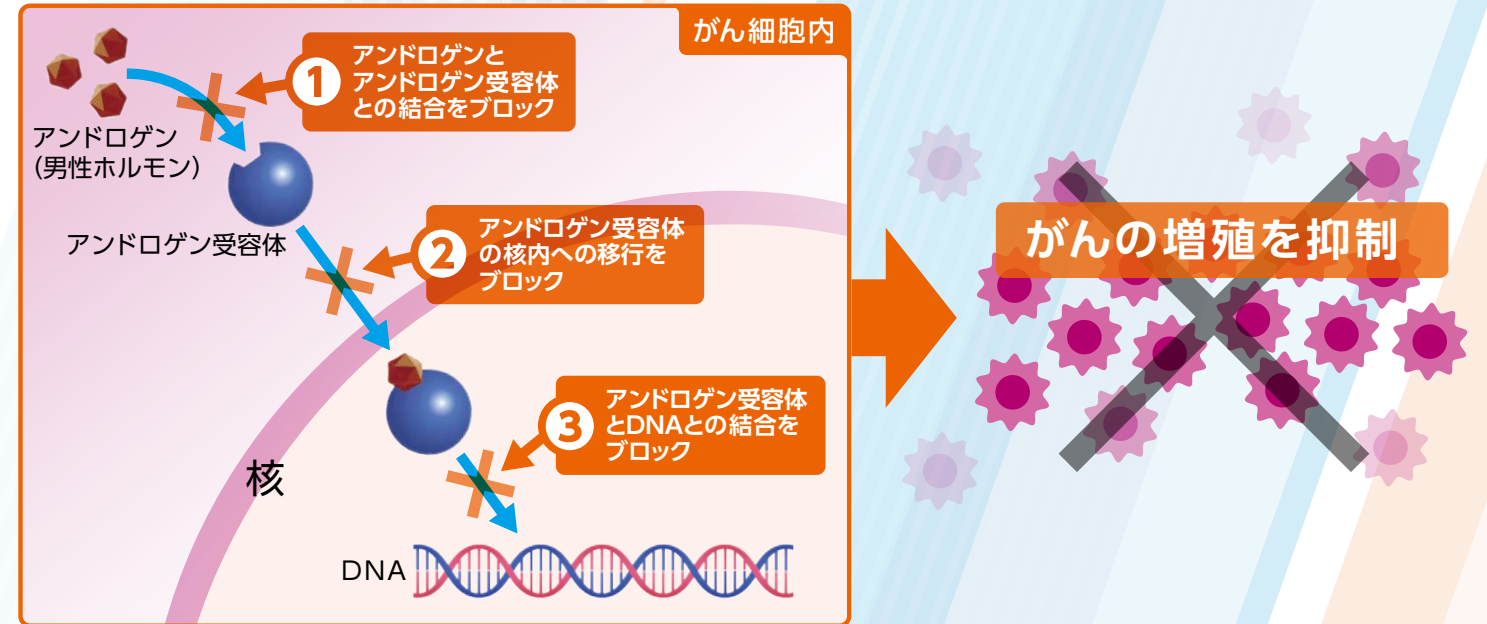 がん細胞内
1
アンドロゲンと
アンドロゲン受容体
との結合をブロック
アンドロゲン
(男性ホルモン)
アンドロゲン受容体
2
アンドロゲン受容体
の核内への移行を
ブロック
3
アンドロゲン受容体
とDNAとの結合を
ブロック
核
DNA
がんの増殖を抑制